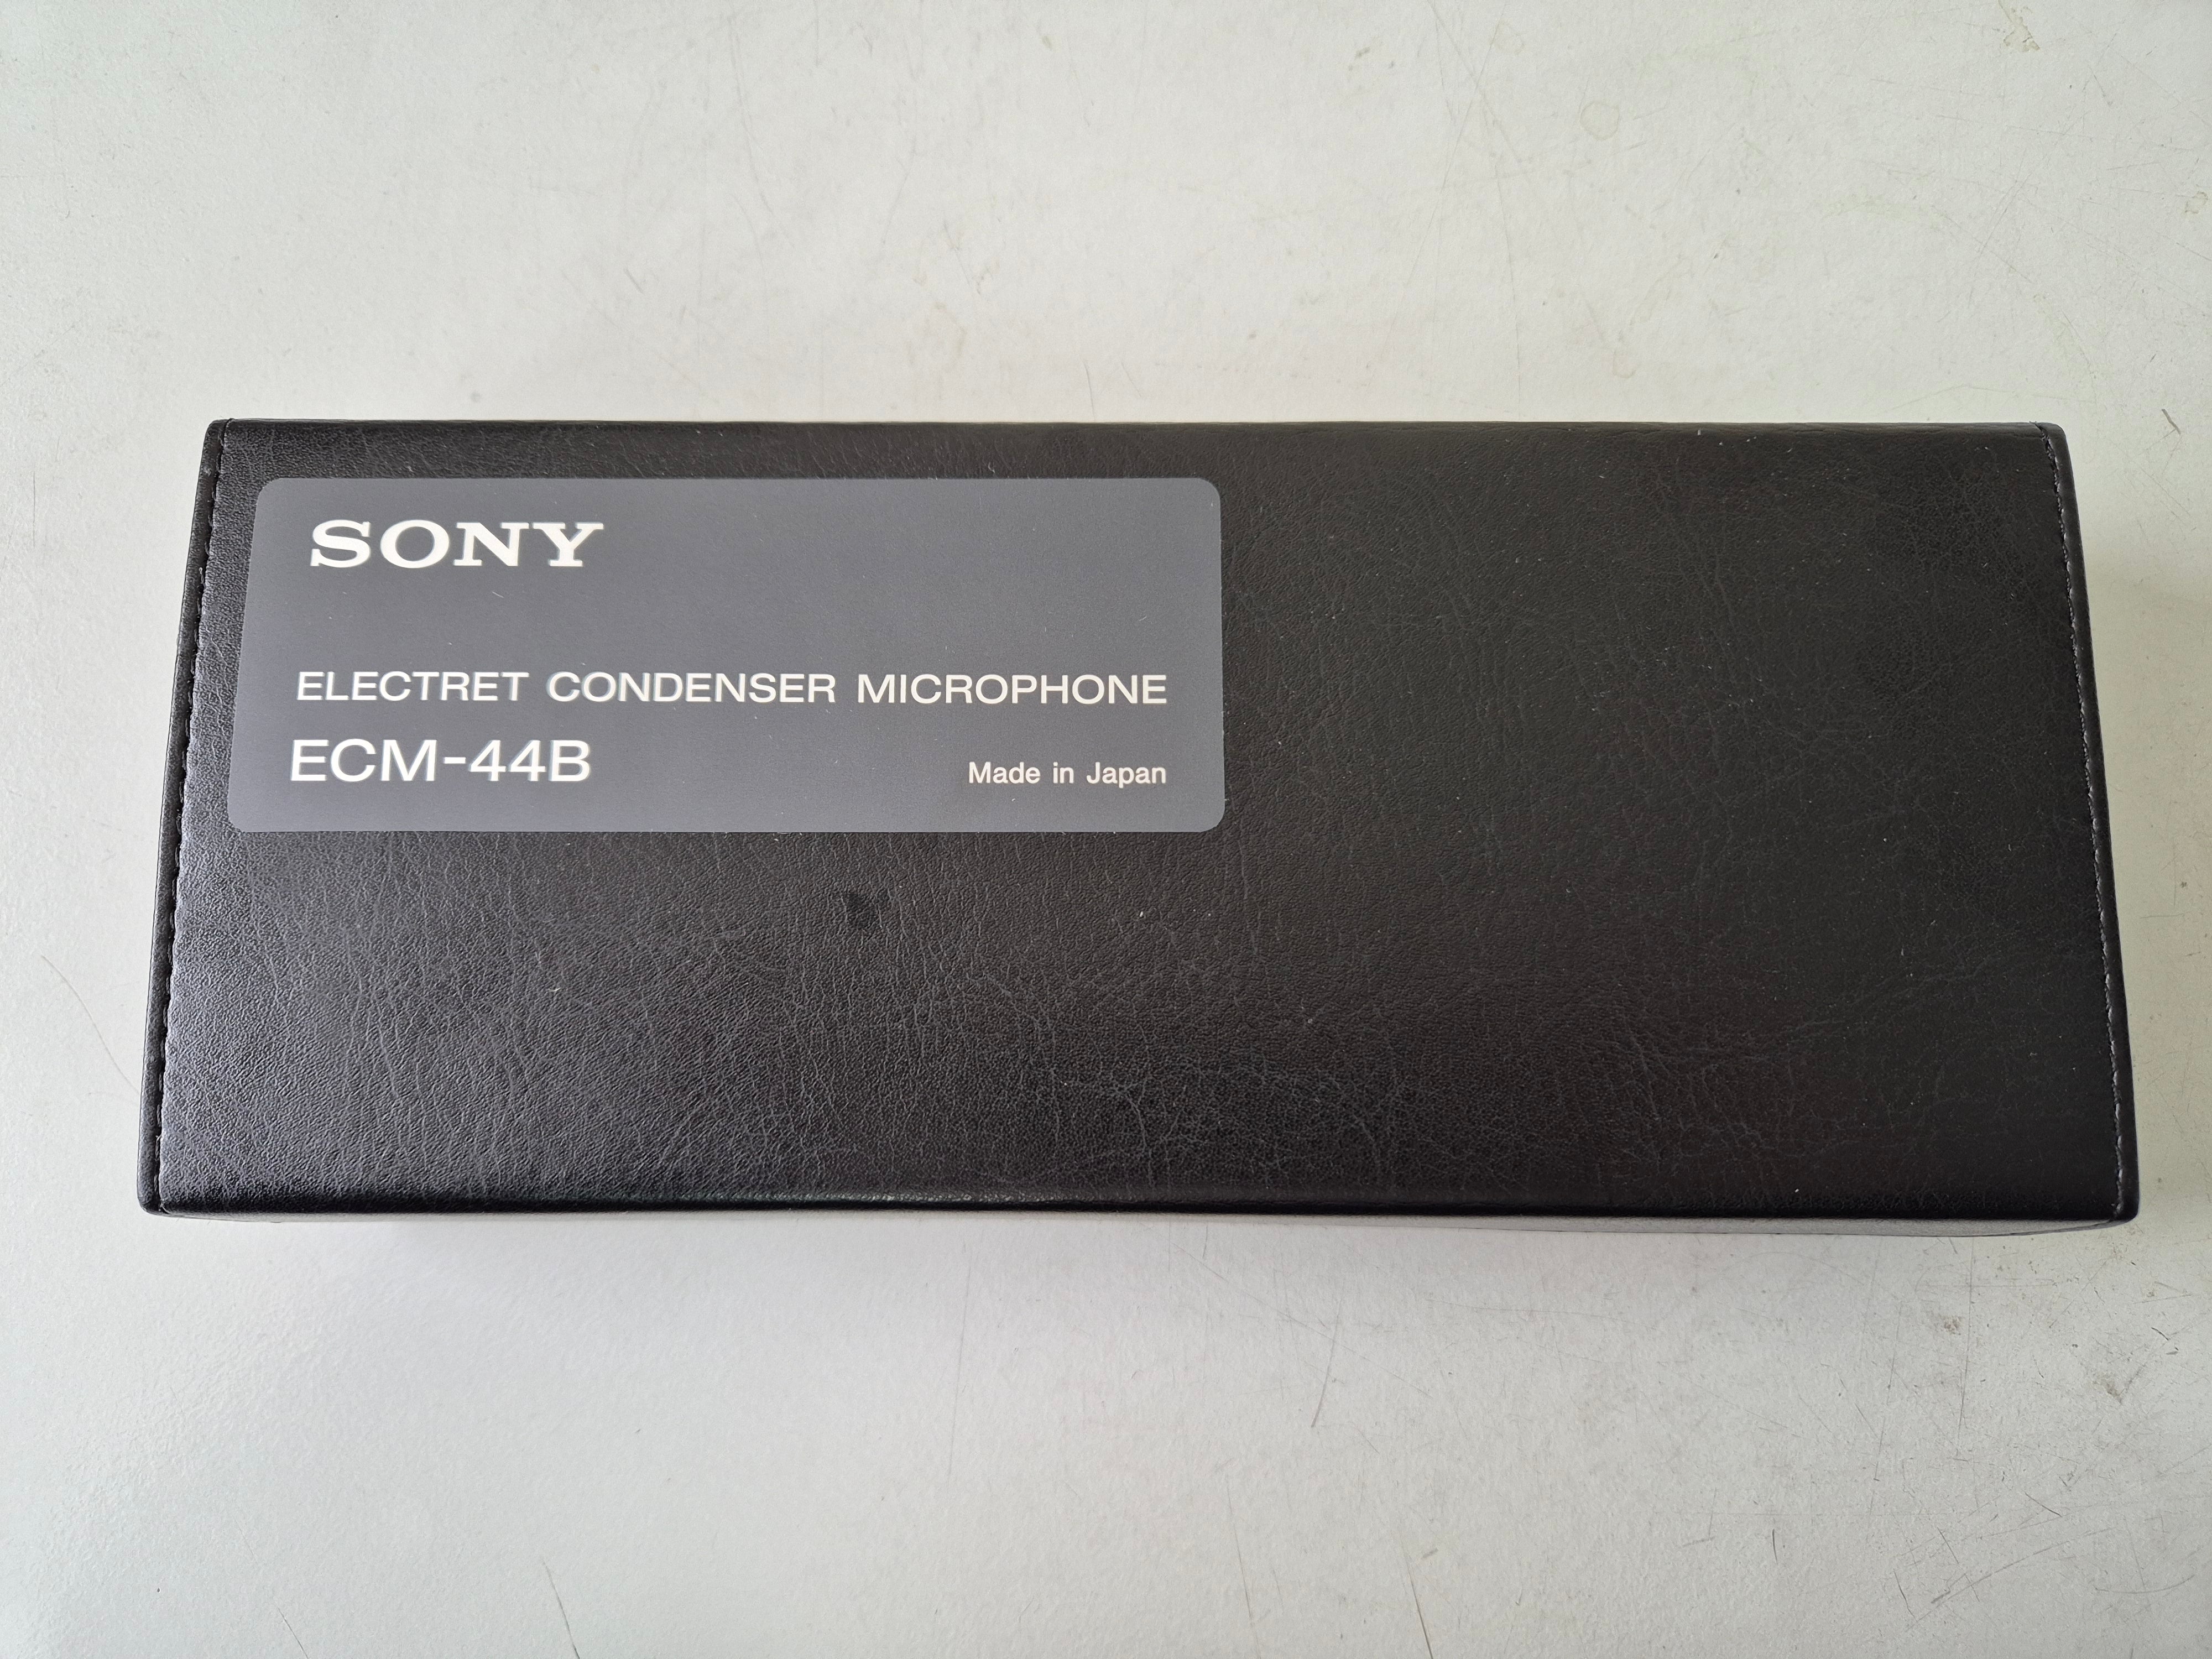 SONY
ELECTRET CONDENSER MICROPHONE
ECM-44B
Made in Japan